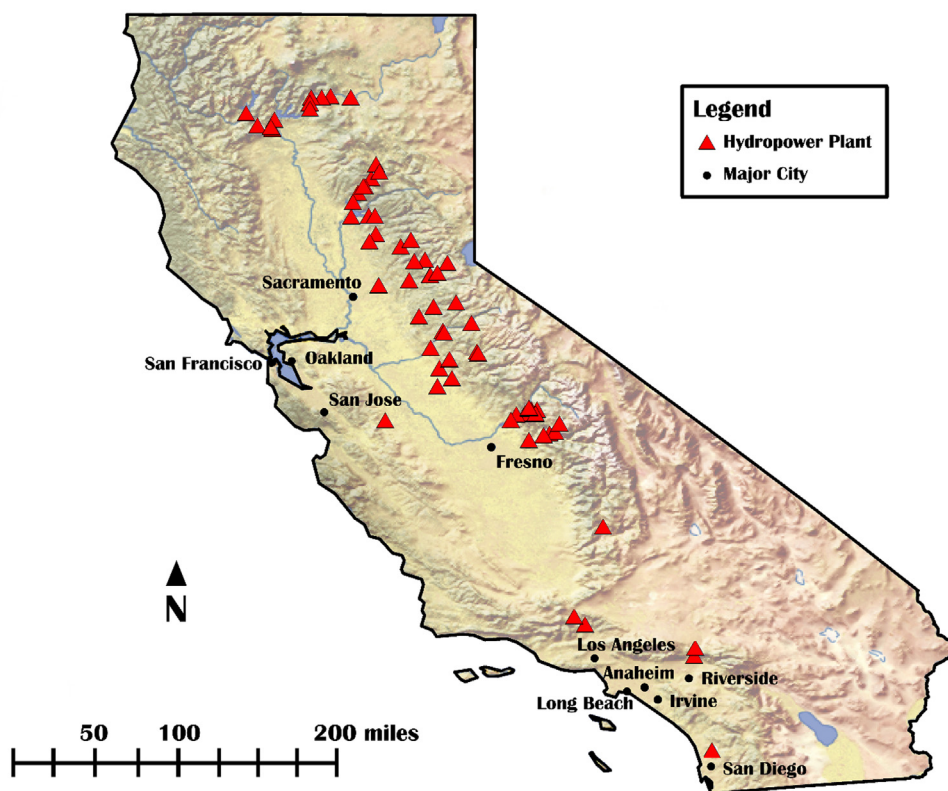 Legend
Hydropower Plant
Major City
Sacramento
San Francisco
Oakland
San Jose
Fresno
N
Los Angeles
Anaheim
Riverside
Long Beach
Irvine
50 100 200 miles
San Diego